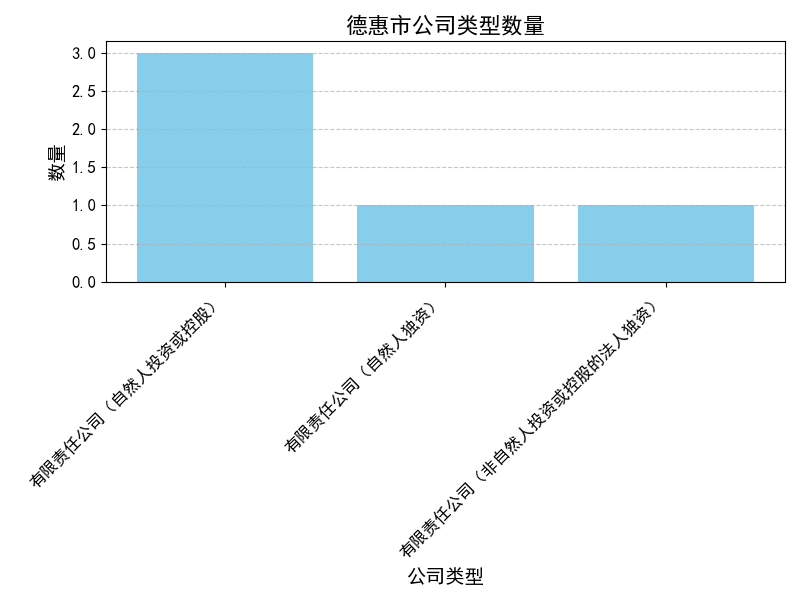 德惠市公司类型数量
数量
3.0
2.5
2.0
1.5
1.0
0.5
0.0
有限责任公司（自然人投资或控股）
有限责任公司（自然人独资）
有限责任公司（非自然人投资或控股的法人独资）
公司类型